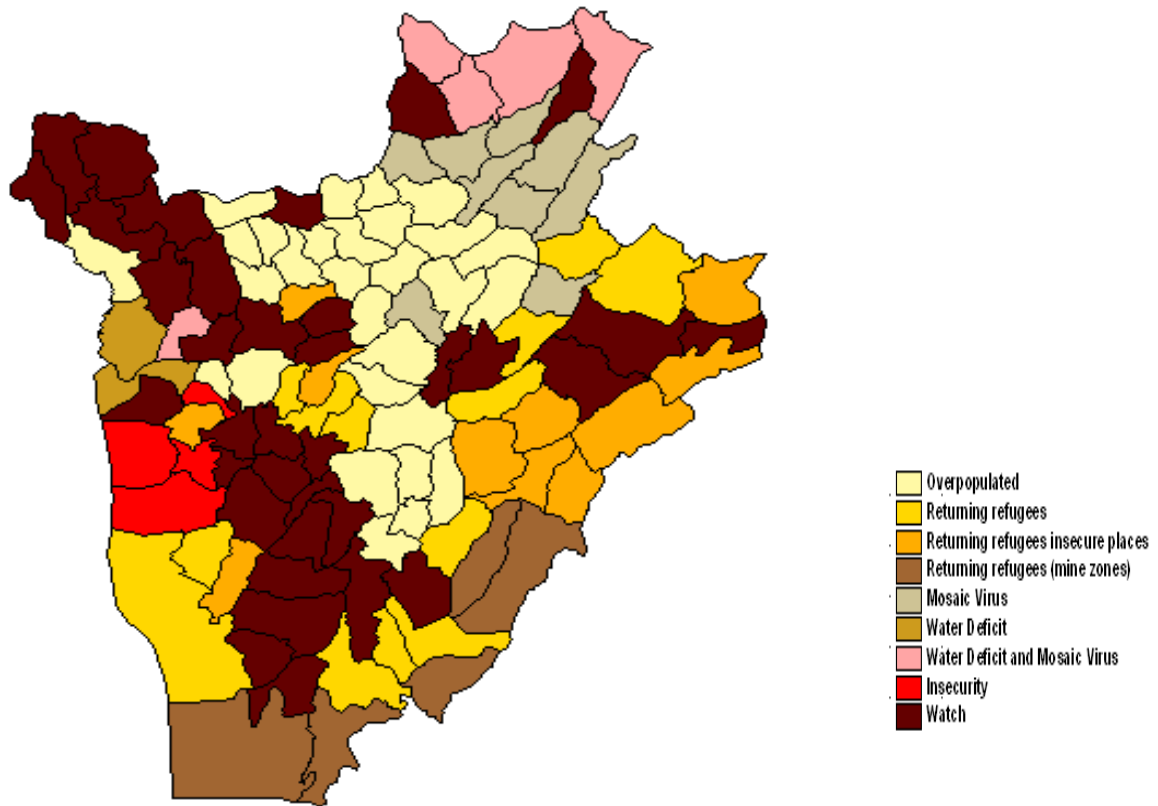 Overpopulated
Returning refugees
Returning refugees insecure places
Returning refugees (mine zones)
Mosaic Virus
Water Deficit
Water Deficit and Mosaic Virus
Insecurity
Watch